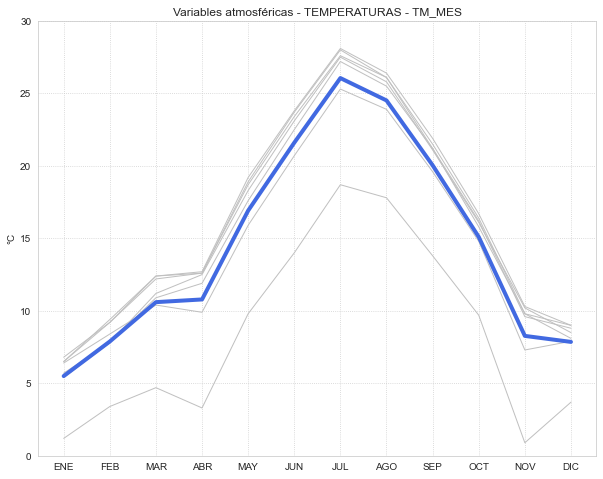 Variables atmosféricas - TEMPERATURAS - TM_MES
30
25
20
15
10
5
0
°C
ENE FEB MAR ABR MAY JUN JUL AGO SEP OCT NOV DIC